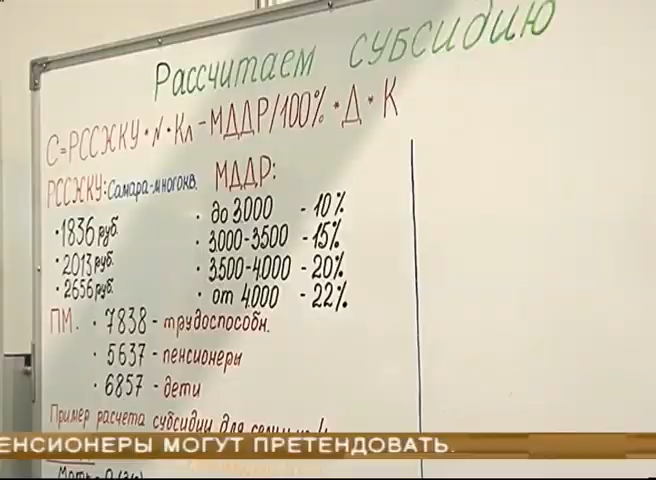 Рассчитаем субсидию
С=РССЖКУ*N*Кл-МДДР/100%*Д*К
РССЖКУ: Самара-многокв.
• 1836 руб.
• 2013 руб.
• 2656 руб.
МДДР:
• до 3000 - 10%
• 3000-3500 - 15%
• 3500-4000 - 20%
• от 4000 - 22%
ПМ. • 7838 - трудоспособн.
• 5637 - пенсионеры
• 6857 - дети
Пример расчета субсидии для
ЕНСИОНЕРЫ МОГУТ ПРЕТЕНДОВАТЬ.